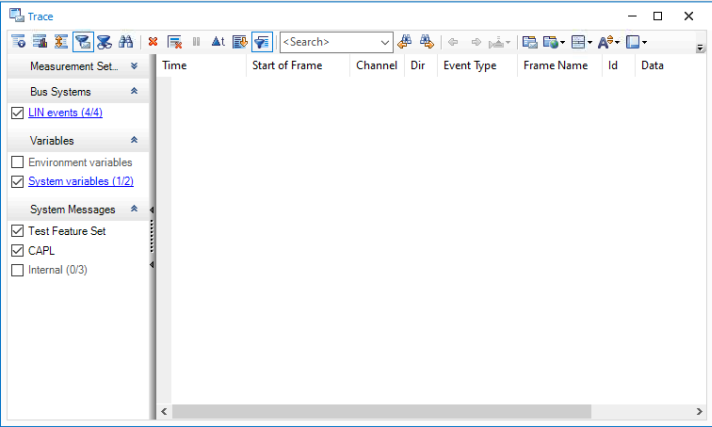 Trace
<Search>
Measurement Set...
Time Start of Frame Channel Dir Event Type Frame Name Id Data
Bus Systems
LIN events (4/4)
Variables
Environment variables
System variables (1/2)
System Messages
Test Feature Set
CAPL
Internal (0/3)